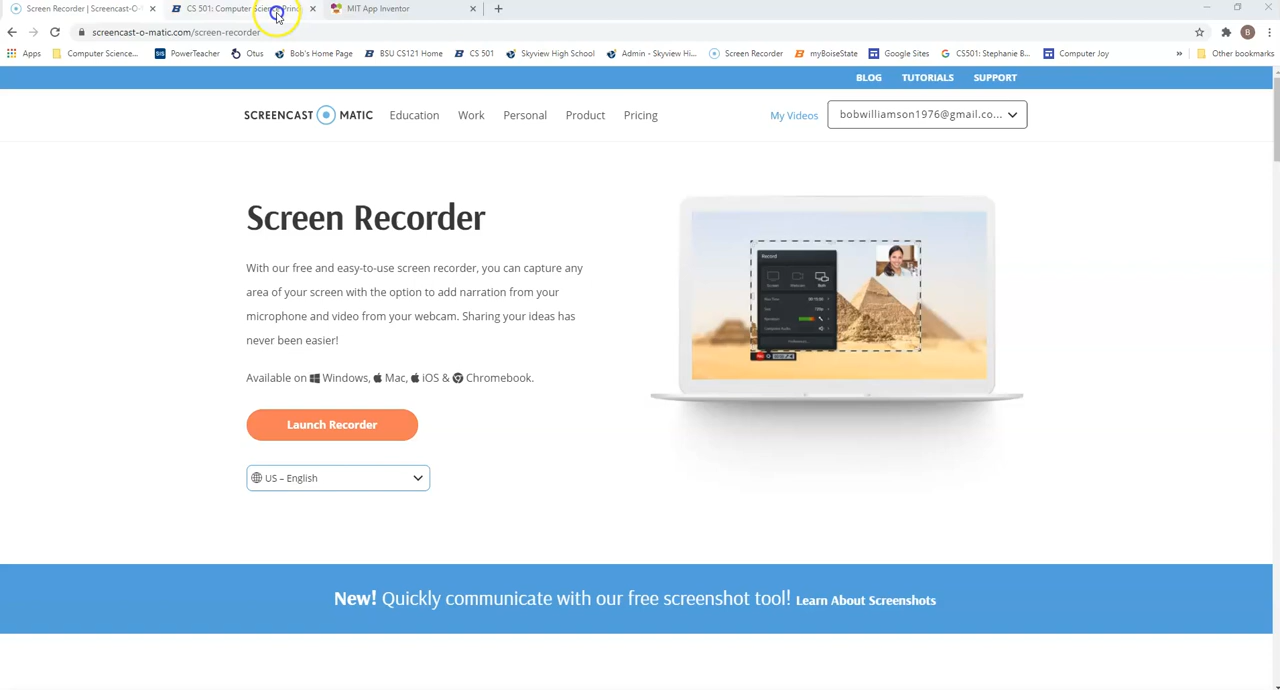 Screen Recorder | Screencast-O-
CS 501: Computer Science Princ
MIT App Inventor
screencast-o-matic.com/screen-recorder
B
Apps
Computer Science...
PowerTeacher
Otus
Bob's Home Page
BSU CS121 Home
CS 501
Skyview High School
Admin - Skyview Hi...
Screen Recorder
myBoiseState
Google Sites
CS501: Stephanie B...
Computer Joy
»
Other bookmarks
BLOG TUTORIALS SUPPORT
SCREENCAST MATIC
Education Work Personal Product Pricing
My Videos
bobwilliamson1976@gmail.co...
Screen Recorder
With our free and easy-to-use screen recorder, you can capture any
area of your screen with the option to add narration from your
microphone and video from your webcam. Sharing your ideas has
never been easier!
Available on Windows, Mac, iOS & Chromebook.
Launch Recorder
US – English
Record
Screen Webcam Both
Rec
New! Quickly communicate with our free screenshot tool! Learn About Screenshots